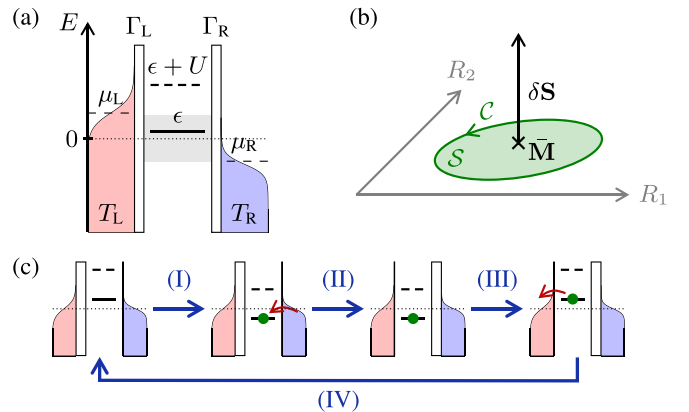 (a)
E
Γ_L
Γ_R
ϵ + U
μ_L
ϵ
0
μ_R
T_L
T_R
(b)
R_2
δS
C
S
M̄
R_1
(c)
(I)
(II)
(III)
(IV)